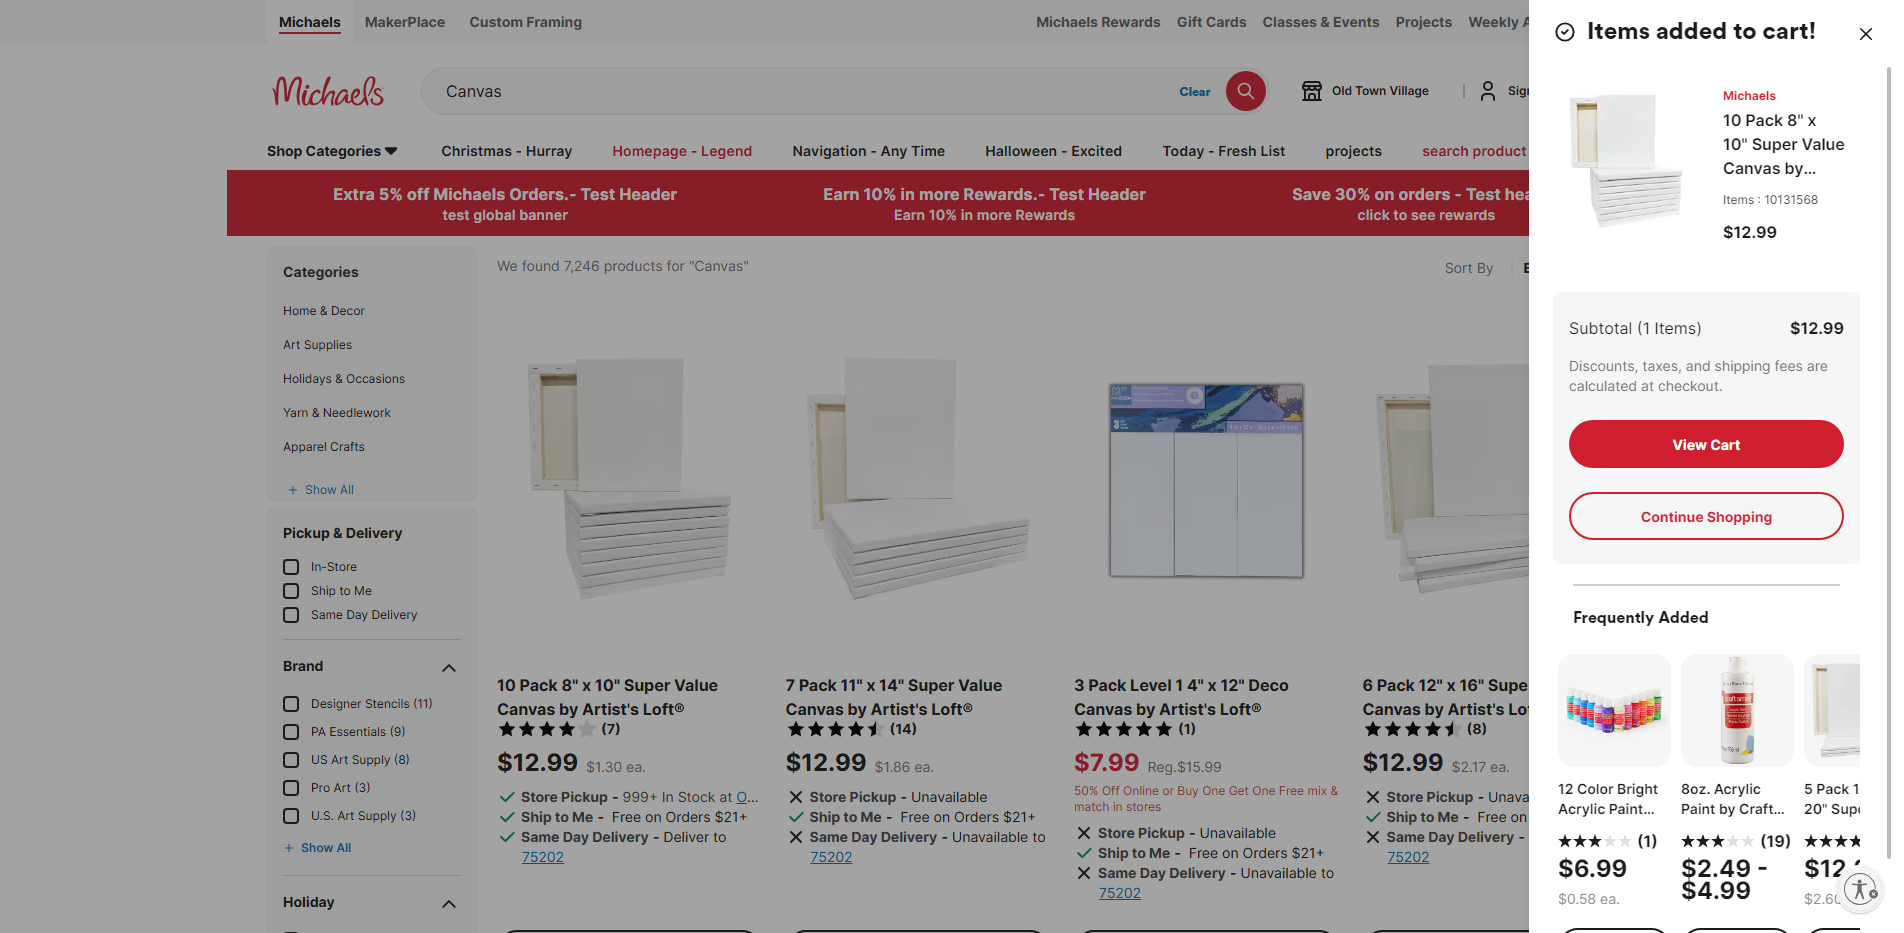 Michaels
MakerPlace
Custom Framing
Michaels Rewards
Gift Cards
Classes & Events
Projects
Weekly
Michaels
Canvas
Clear
Old Town Village
Shop Categories
Christmas - Hurray
Homepage - Legend
Navigation - Any Time
Halloween - Excited
Today - Fresh List
projects
search product
Extra 5% off Michaels Orders.- Test Header
test global banner
Earn 10% in more Rewards.- Test Header
Earn 10% in more Rewards
Save 30% on orders - Test
click to see rewards
Categories
Home & Decor
Art Supplies
Holidays & Occasions
Yarn & Needlework
Apparel Crafts
+ Show All
Pickup & Delivery
In-Store
Ship to Me
Same Day Delivery
Brand
Designer Stencils (11)
PA Essentials (9)
US Art Supply (8)
Pro Art (3)
U.S. Art Supply (3)
+ Show All
Holiday
We found 7,246 products for "Canvas"
Sort By
10 Pack 8" x 10" Super Value
Canvas by Artist's Loft®
(7)
$12.99 $1.30 ea.
Store Pickup - 999+ In Stock at O...
Ship to Me - Free on Orders $21+
Same Day Delivery - Deliver to
75202
7 Pack 11" x 14" Super Value
Canvas by Artist's Loft®
(14)
$12.99 $1.86 ea.
Store Pickup - Unavailable
Ship to Me - Free on Orders $21+
Same Day Delivery - Unavailable to
75202
3 Pack Level 1 4" x 12" Deco
Canvas by Artist's Loft®
(1)
$7.99 Reg.$15.99
50% Off Online or Buy One Get One Free mix &
match in stores
Store Pickup - Unavailable
Ship to Me - Free on Orders $21+
Same Day Delivery - Unavailable to
75202
6 Pack 12" x 16"
Canvas by Artist's
(8)
$12.99 $2.17 ea.
Store Pickup -
Ship to Me - Free on
Same Day Delivery -
75202
Items added to cart!
Michaels
10 Pack 8" x
10" Super Value
Canvas by...
Items : 10131568
$12.99
Subtotal (1 Items) $12.99
Discounts, taxes, and shipping fees are
calculated at checkout.
View Cart
Continue Shopping
Frequently Added
12 Color Bright
Acrylic Paint...
(1)
$6.99
$0.58 ea.
8oz. Acrylic
Paint by Craft...
(19)
$2.49 -
$4.99
5 Pack
20"